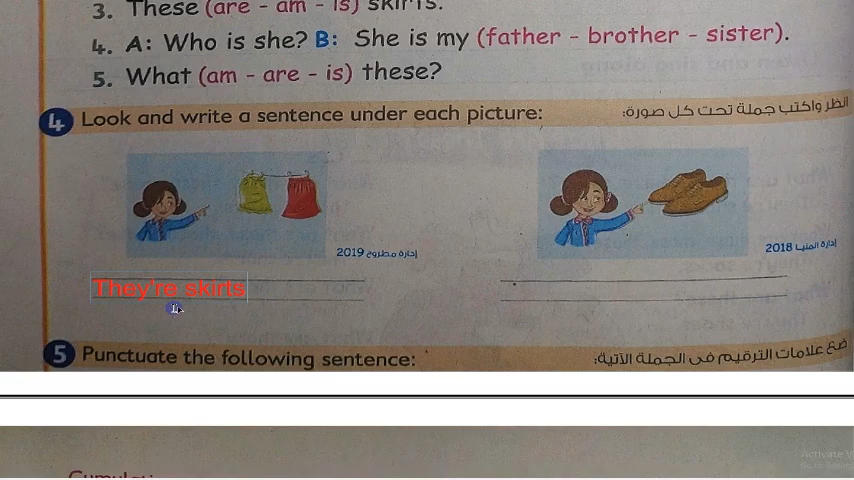 3. These (are - am - is) skirts.
4. A: Who is she? B: She is my (father - brother - sister).
5. What (am - are - is) these?
4 Look and write a sentence under each picture:
انظر واكتب جملة تحت كل صورة:
إدارة مطروح 2019
إدارة المنيا 2018
They're skirts
5 Punctuate the following sentence:
ضع علامات الترقيم فى الجملة الآتية:
Activate